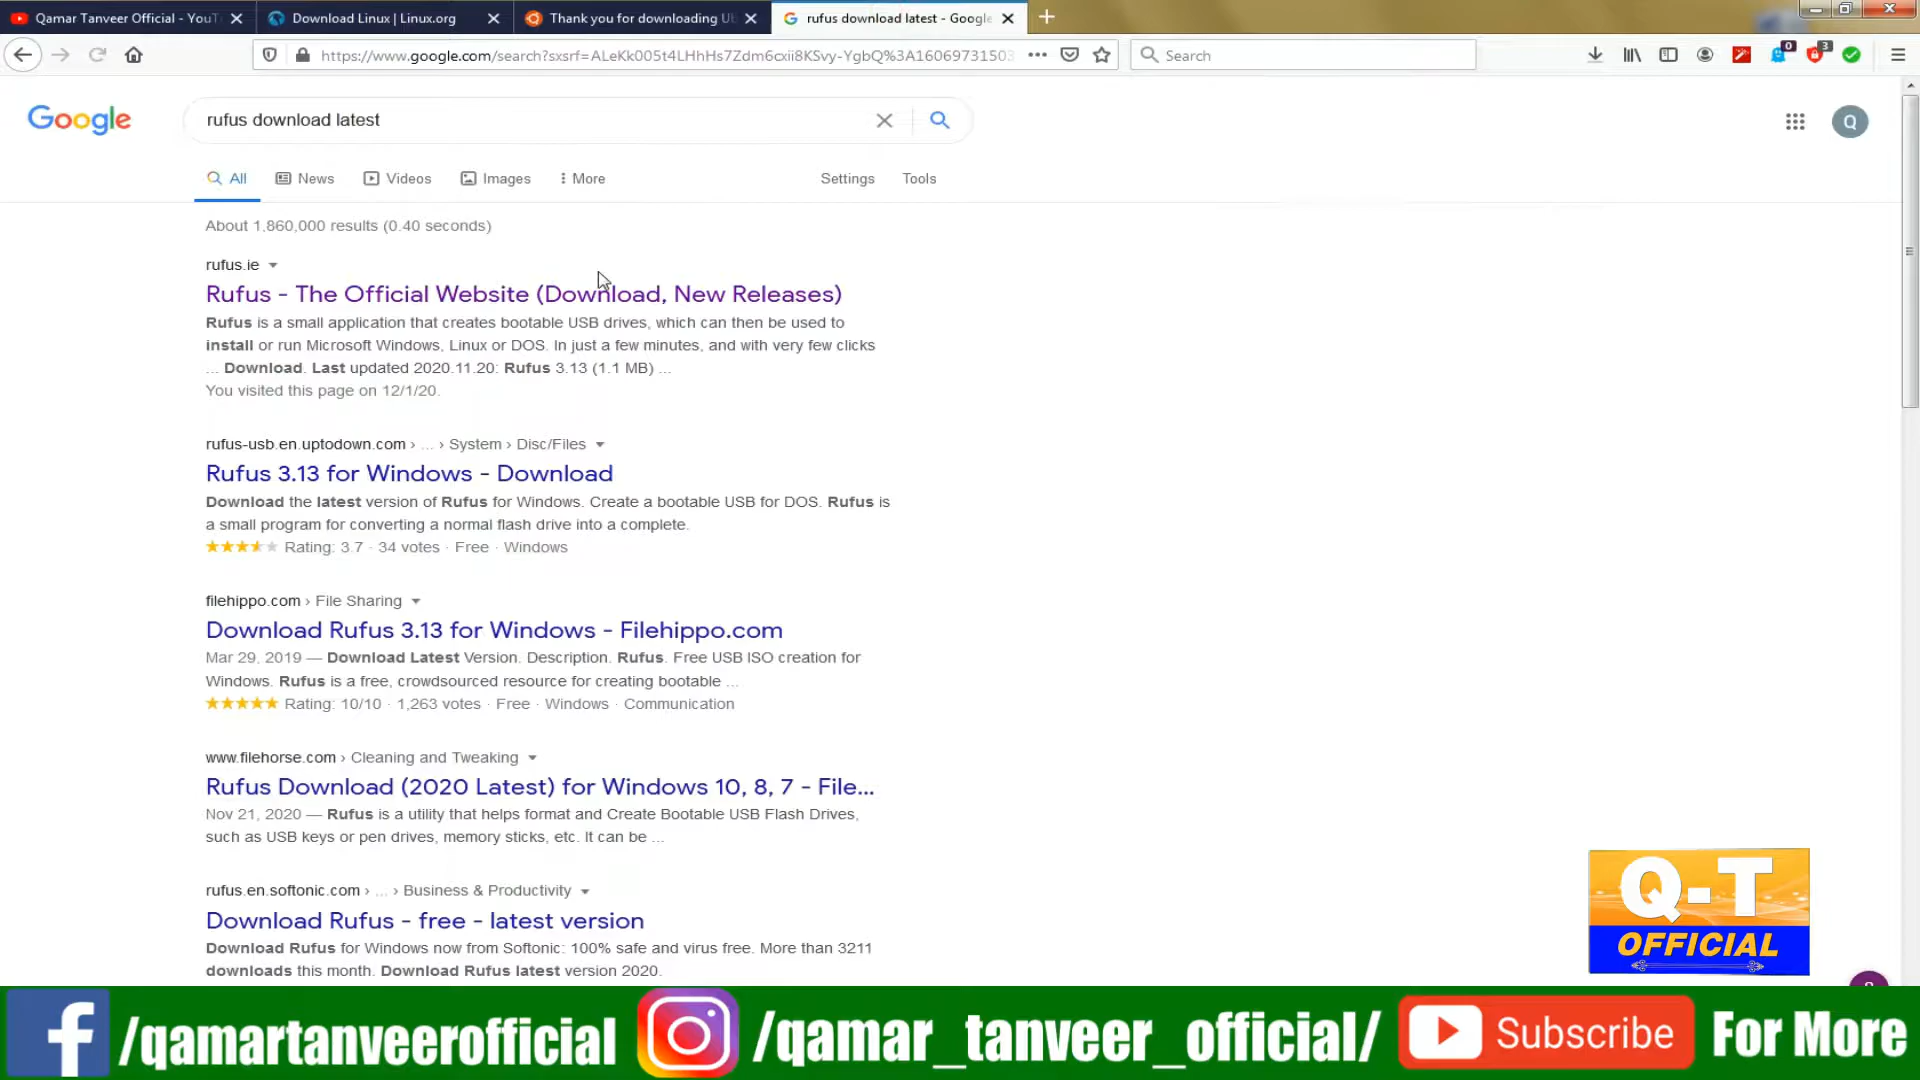 Qamar Tanveer Official - YouT
Download Linux | Linux.org
Thank you for downloading Ub
rufus download latest - Google
https://www.google.com/search?sxsrf=ALeKk005t4LHhHs7Zdm6cxii8KSvy-YgbQ%3A16069731503
Search
0
3
Google
rufus download latest
Q
All
News
Videos
Images
More
Settings
Tools
About 1,860,000 results (0.40 seconds)
rufus.ie
Rufus - The Official Website (Download, New Releases)
Rufus is a small application that creates bootable USB drives, which can then be used to
install or run Microsoft Windows, Linux or DOS. In just a few minutes, and with very few clicks
... Download. Last updated 2020.11.20: Rufus 3.13 (1.1 MB) ...
You visited this page on 12/1/20.
rufus-usb.en.uptodown.com › ... › System › Disc/Files
Rufus 3.13 for Windows - Download
Download the latest version of Rufus for Windows. Create a bootable USB for DOS. Rufus is
a small program for converting a normal flash drive into a complete.
Rating: 3.7 · 34 votes · Free · Windows
filehippo.com › File Sharing
Download Rufus 3.13 for Windows - Filehippo.com
Mar 29, 2019 — Download Latest Version. Description. Rufus. Free USB ISO creation for
Windows. Rufus is a free, crowdsourced resource for creating bootable ...
Rating: 10/10 · 1,263 votes · Free · Windows · Communication
www.filehorse.com › Cleaning and Tweaking
Rufus Download (2020 Latest) for Windows 10, 8, 7 - File...
Nov 21, 2020 — Rufus is a utility that helps format and Create Bootable USB Flash Drives,
such as USB keys or pen drives, memory sticks, etc. It can be ...
rufus.en.softonic.com › ... › Business & Productivity
Download Rufus - free - latest version
Download Rufus for Windows now from Softonic: 100% safe and virus free. More than 3211
downloads this month. Download Rufus latest version 2020.
Q-T
OFFICIAL
f /qamartanveerofficial
/qamar_tanveer_official/
Subscribe
For More